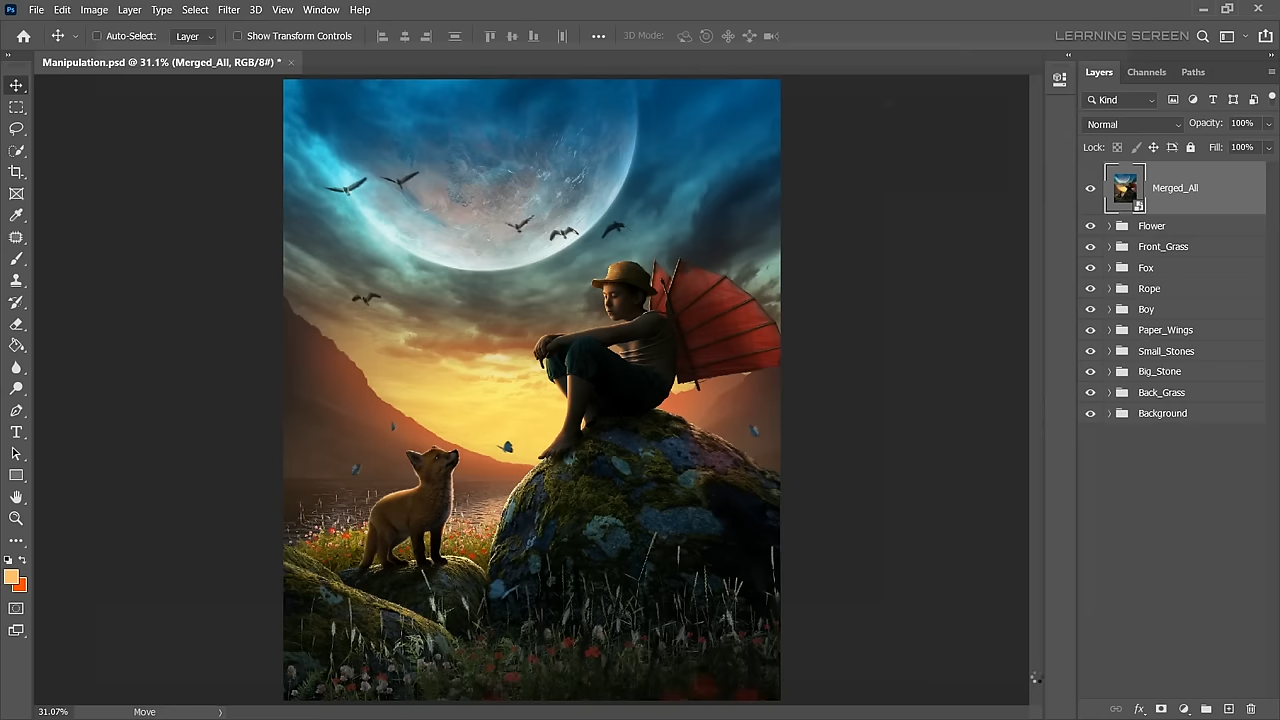 Ps File Edit Image Layer Type Select Filter 3D View Window Help
Auto-Select: Layer Show Transform Controls 3D Mode: LEARNING SCREEN
Manipulation.psd @ 31.1% (Merged_All, RGB/8#) *
Layers Channels Paths
Kind
Normal Opacity: 100%
Lock: Fill: 100%
Merged_All
Flower
Front_Grass
Fox
Rope
Boy
Paper_Wings
Small_Stones
Big_Stone
Back_Grass
Background
31.07% Move
fx